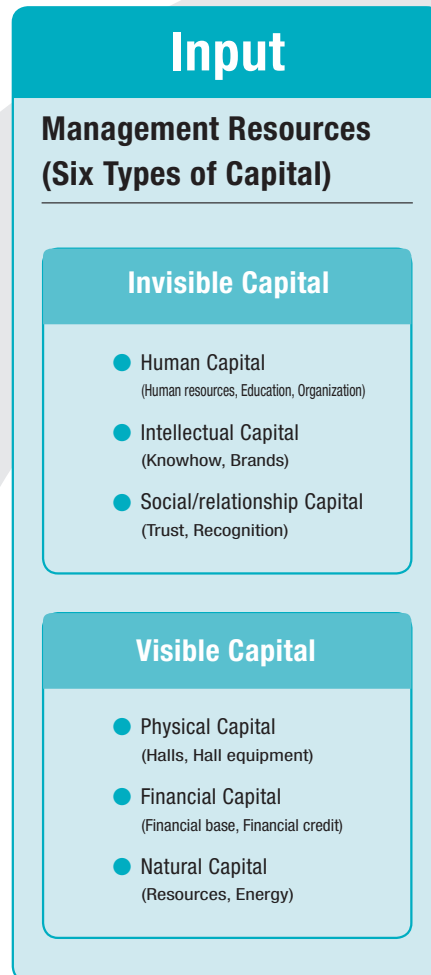 Input
Management Resources
(Six Types of Capital)
Invisible Capital
● Human Capital
(Human resources, Education, Organization)
● Intellectual Capital
(Knowhow, Brands)
● Social/relationship Capital
(Trust, Recognition)
Visible Capital
● Physical Capital
(Halls, Hall equipment)
● Financial Capital
(Financial base, Financial credit)
● Natural Capital
(Resources, Energy)